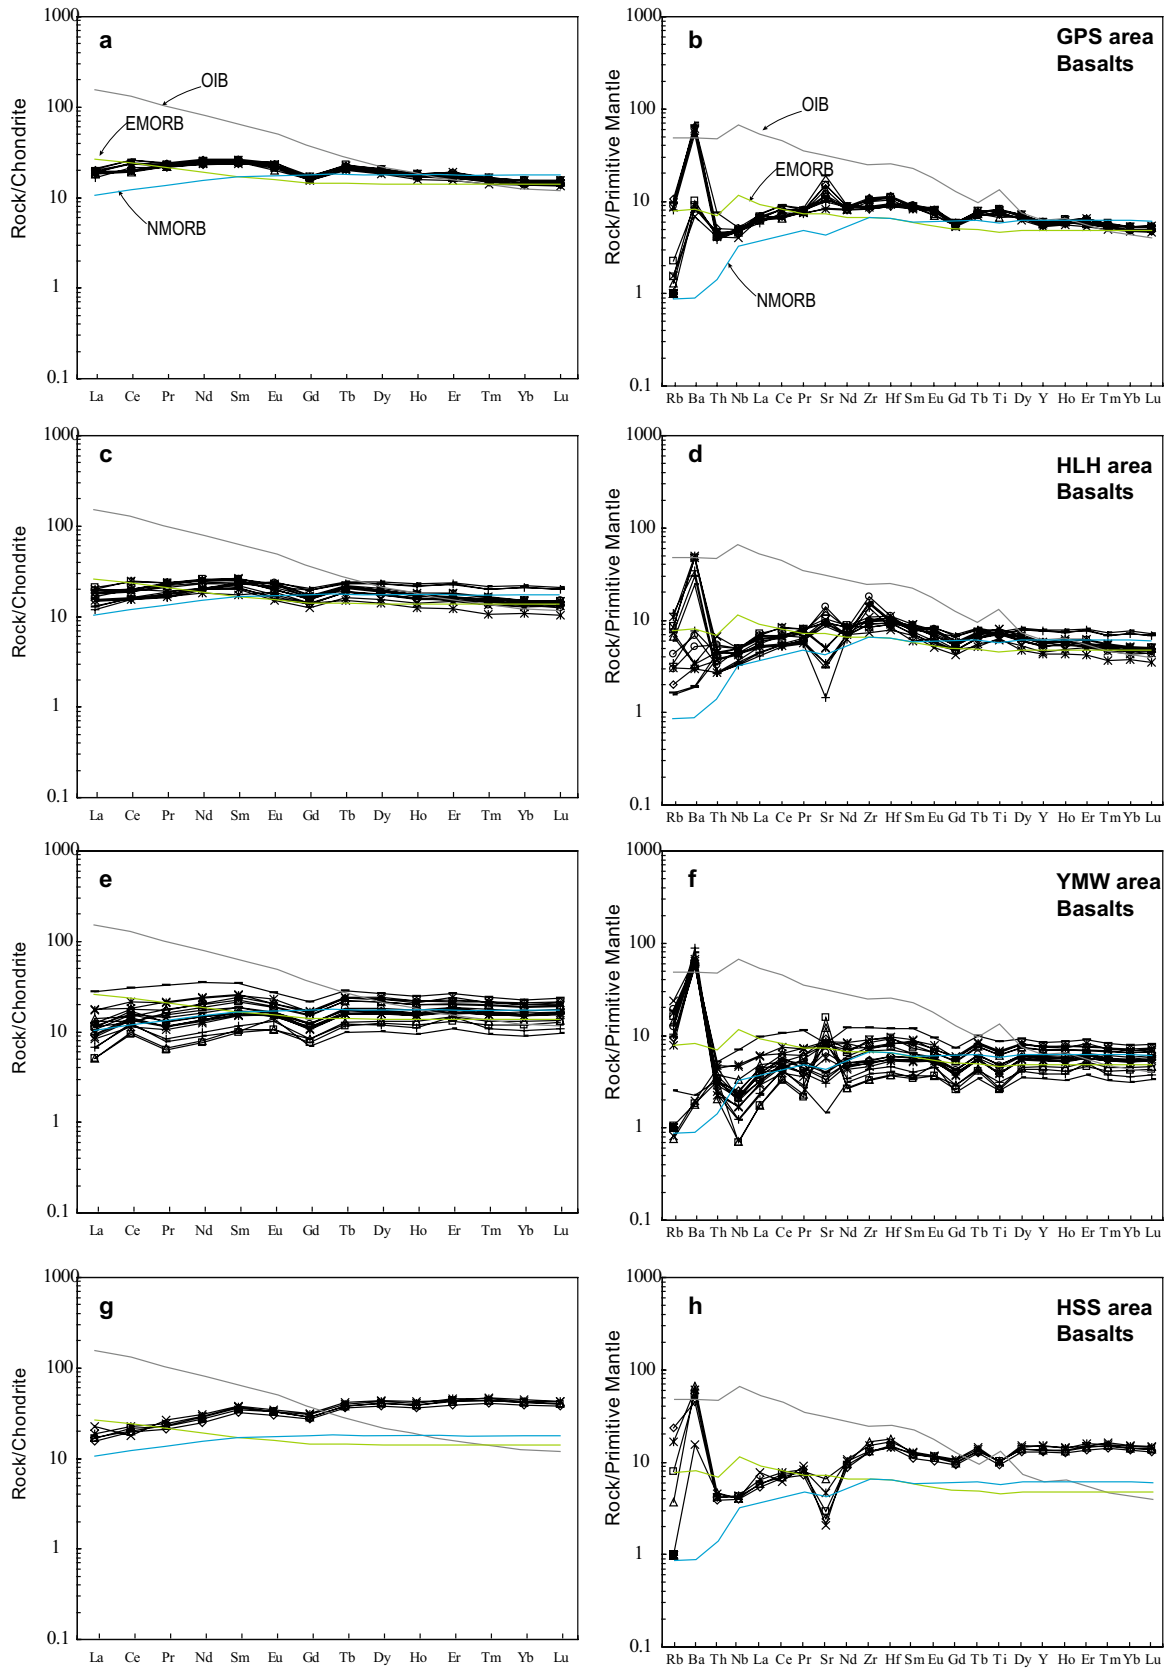 a
1000
100
10
1
0.1
Rock/Chondrite
OIB
EMORB
NMORB
La Ce Pr Nd Sm Eu Gd Tb Dy Ho Er Tm Yb Lu
b
GPS area
Basalts
1000
100
10
1
0.1
Rock/Primitive Mantle
OIB
EMORB
NMORB
Rb Ba Th Nb La Ce Pr Sr Nd Zr Hf Sm Eu Gd Tb Ti Dy Y Ho Er Tm Yb Lu
c
1000
100
10
1
0.1
Rock/Chondrite
La Ce Pr Nd Sm Eu Gd Tb Dy Ho Er Tm Yb Lu
d
HLH area
Basalts
1000
100
10
1
0.1
Rock/Primitive Mantle
Rb Ba Th Nb La Ce Pr Sr Nd Zr Hf Sm Eu Gd Tb Ti Dy Y Ho Er Tm Yb Lu
e
1000
100
10
1
0.1
Rock/Chondrite
La Ce Pr Nd Sm Eu Gd Tb Dy Ho Er Tm Yb Lu
f
YMW area
Basalts
1000
100
10
1
0.1
Rock/Primitive Mantle
Rb Ba Th Nb La Ce Pr Sr Nd Zr Hf Sm Eu Gd Tb Ti Dy Y Ho Er Tm Yb Lu
g
1000
100
10
1
0.1
Rock/Chondrite
La Ce Pr Nd Sm Eu Gd Tb Dy Ho Er Tm Yb Lu
h
HSS area
Basalts
1000
100
10
1
0.1
Rock/Primitive Mantle
Rb Ba Th Nb La Ce Pr Sr Nd Zr Hf Sm Eu Gd Tb Ti Dy Y Ho Er Tm Yb Lu